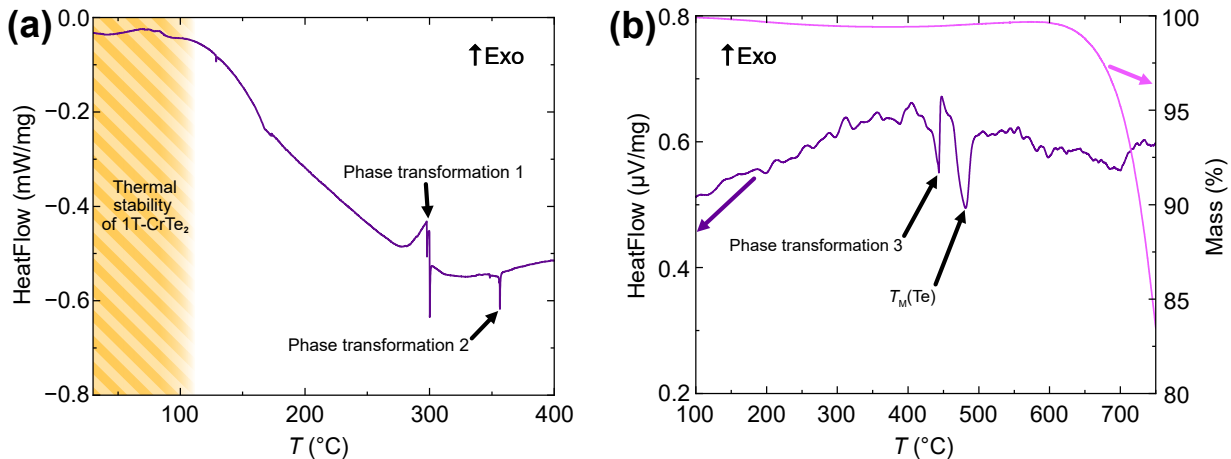 (a)
0.0
−0.2
−0.4
−0.6
−0.8
HeatFlow (mW/mg)
↑Exo
Thermal
stability
of 1T-CrTe₂
Phase transformation 1
Phase transformation 2
100
200
300
400
T (°C)
(b)
0.8
0.6
0.4
0.2
HeatFlow (µV/mg)
↑Exo
Phase transformation 3
T_M(Te)
100
200
300
400
500
600
700
T (°C)
100
95
90
85
80
Mass (%)